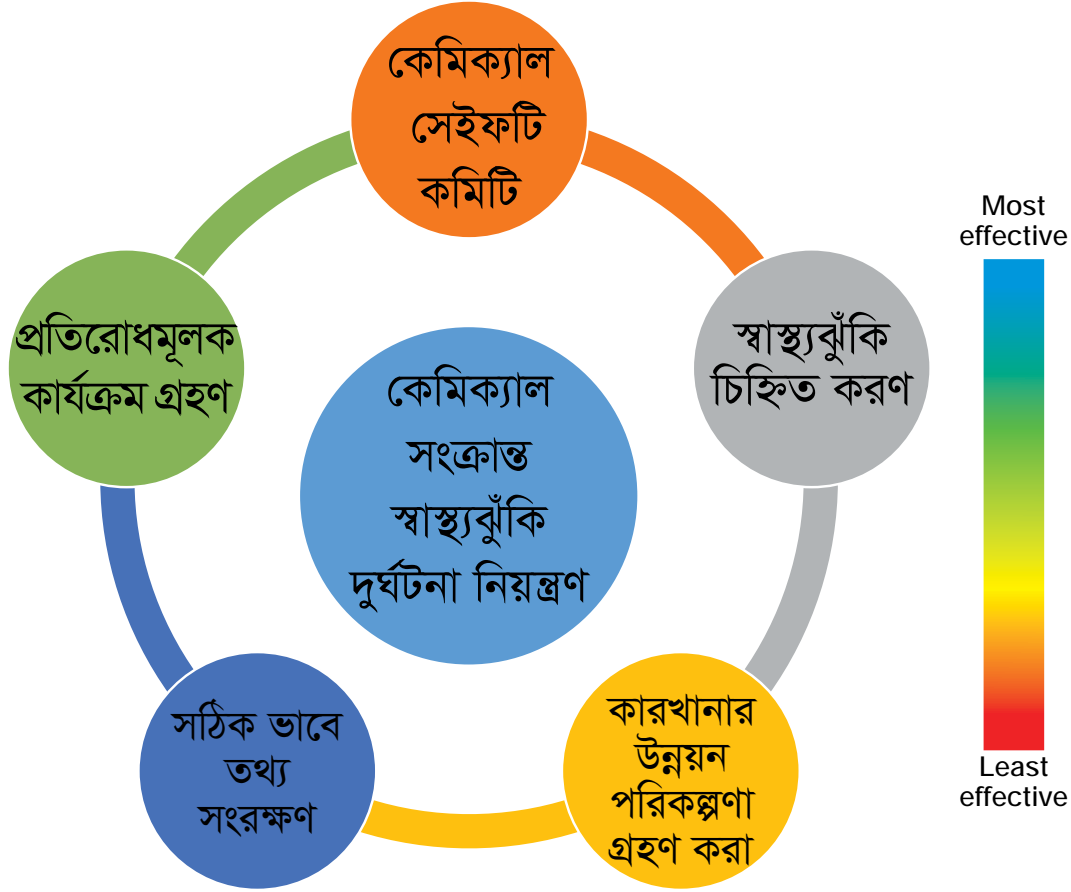 কেমিক্যাল
সেইফটি
কমিটি
Most
effective
প্রতিরোধমূলক
কার্যক্রম গ্রহণ
কেমিক্যাল
সংক্রান্ত
স্বাস্থ্যঝুঁকি
দুর্ঘটনা নিয়ন্ত্রণ
স্বাস্থ্যঝুঁকি
চিহ্নিত করণ
সঠিক ভাবে
তথ্য
সংরক্ষণ
কারখানার
উন্নয়ন
পরিকল্পণা
গ্রহণ করা
Least
effective